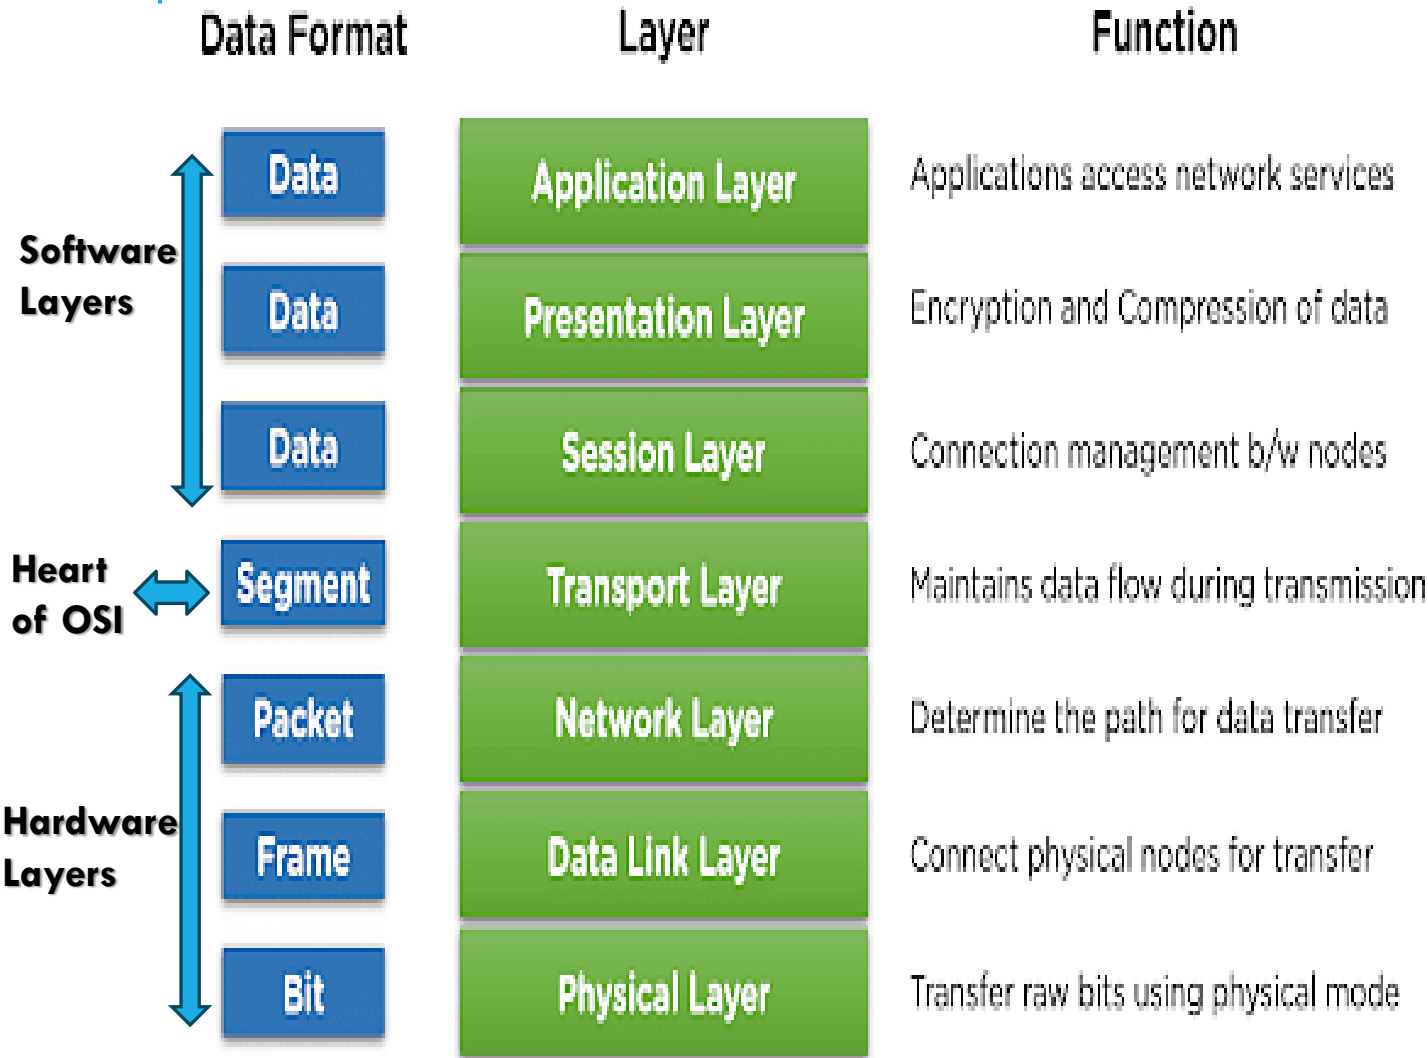 Data Format Layer Function
Data Application Layer Applications access network services
Software
Layers
Data Presentation Layer Encryption and Compression of data
Data Session Layer Connection management b/w nodes
Heart
of OSI
Segment Transport Layer Maintains data flow during transmission
Packet Network Layer Determine the path for data transfer
Hardware
Layers
Frame Data Link Layer Connect physical nodes for transfer
Bit Physical Layer Transfer raw bits using physical mode